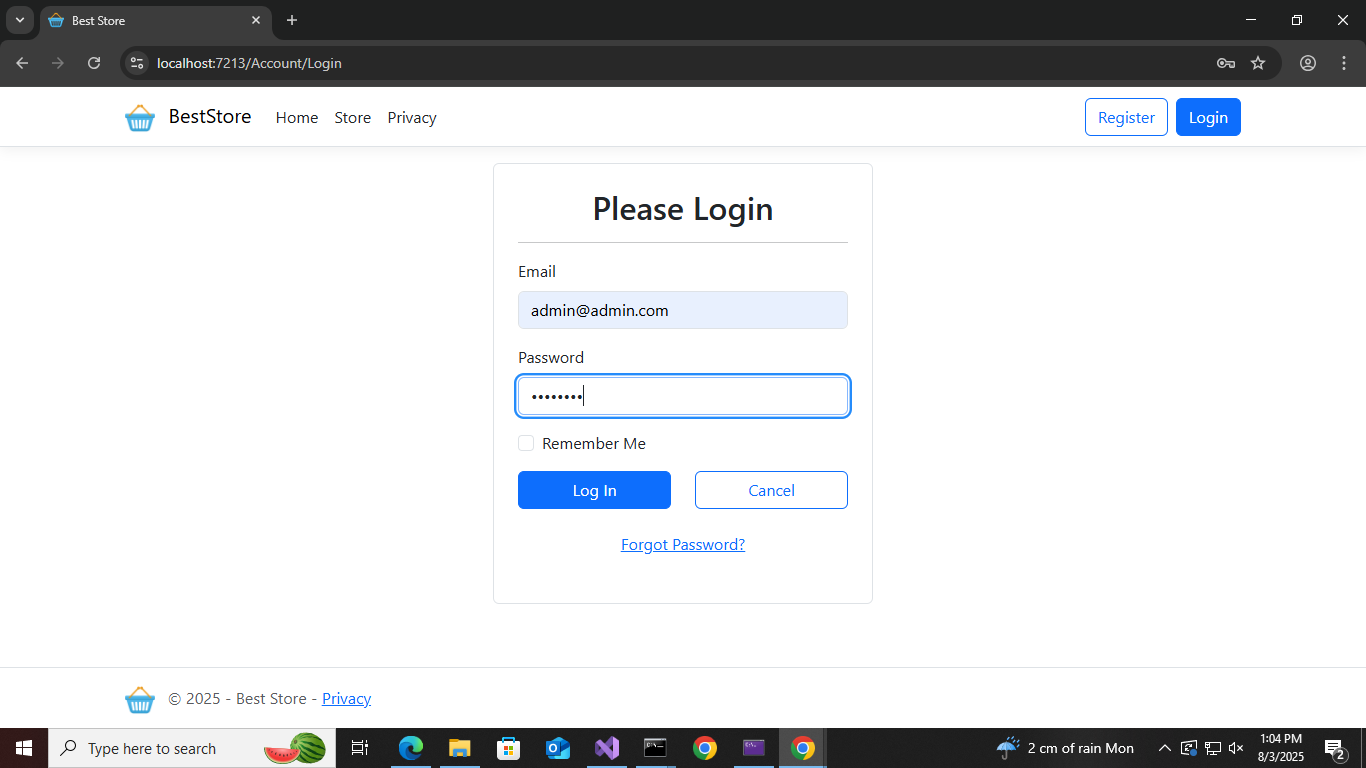 Best Store
localhost:7213/Account/Login
BestStore Home Store Privacy Register Login
Please Login
Email
admin@admin.com
Password
••••••••
Remember Me
Log In Cancel
Forgot Password?
© 2025 - Best Store - Privacy
Type here to search
2 cm of rain Mon
1:04 PM
8/3/2025
2